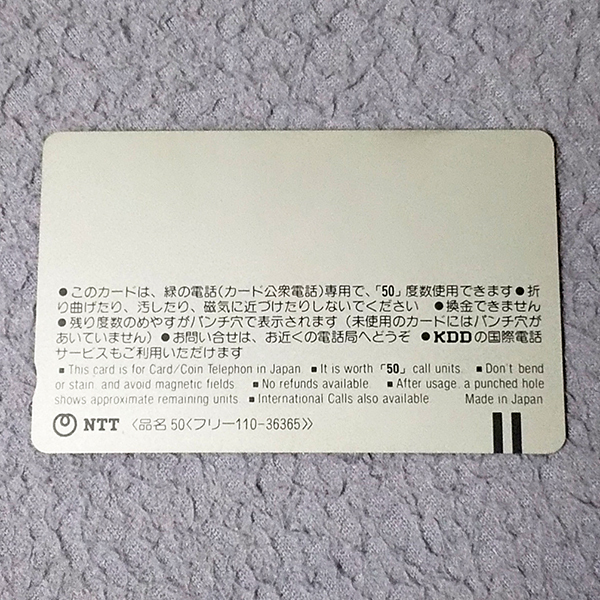 ●このカードは、緑の電話(カード公衆電話)専用で、「50」度数使用できます●折
り曲げたり、汚したり、磁気に近づけたりしないでください ●換金できません
●残り度数のめやすがパンチ穴で表示されます(未使用のカードにはパンチ穴が
あいていません)●お問い合せは、お近くの電話局へどうぞ ●KDDの国際電話
サービスもご利用いただけます
■This card is for Card/Coin Telephon in Japan. ■It is worth「50」call units. ■Don't bend
or stain, and avoid magnetic fields ■No refunds available. ■After usage, a punched hole
shows approximate remaining units ■International Calls also available Made in Japan
NTT 〈品名 50〈フリー110-36365〉〉